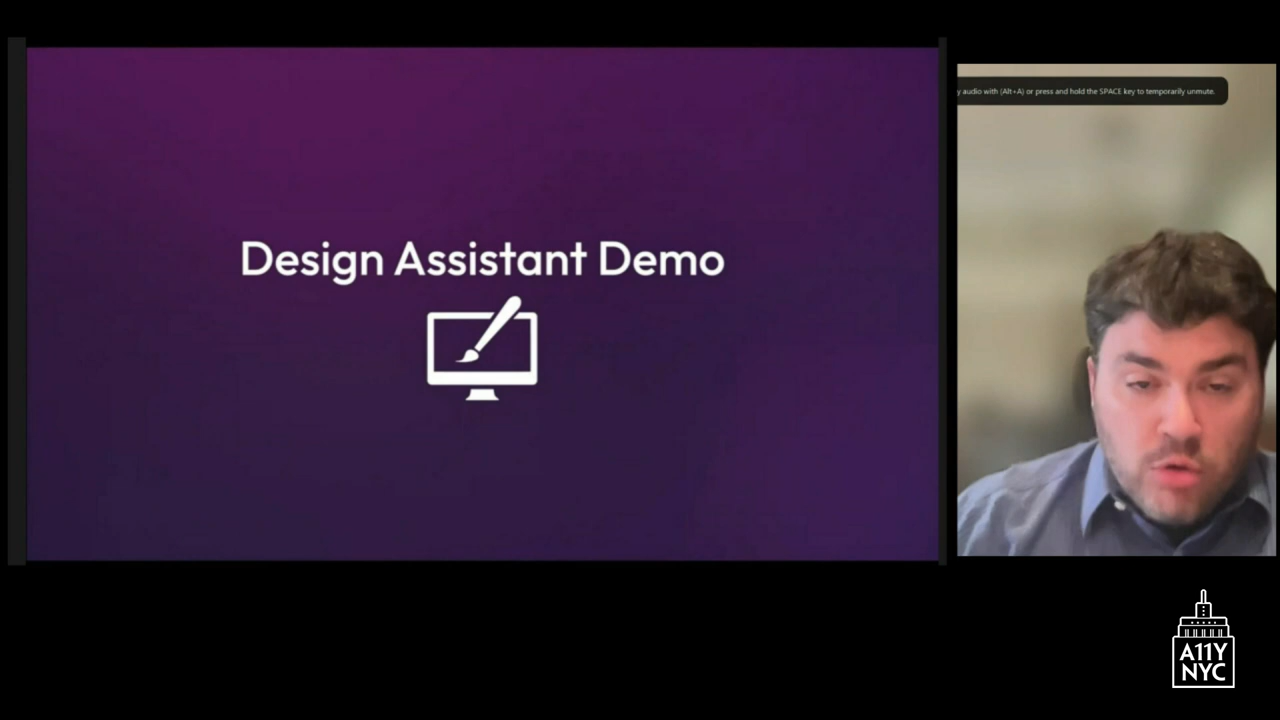 Design Assistant Demo
y audio with (Alt+A) or press and hold the SPACE key to temporarily unmute.
A11Y
NYC